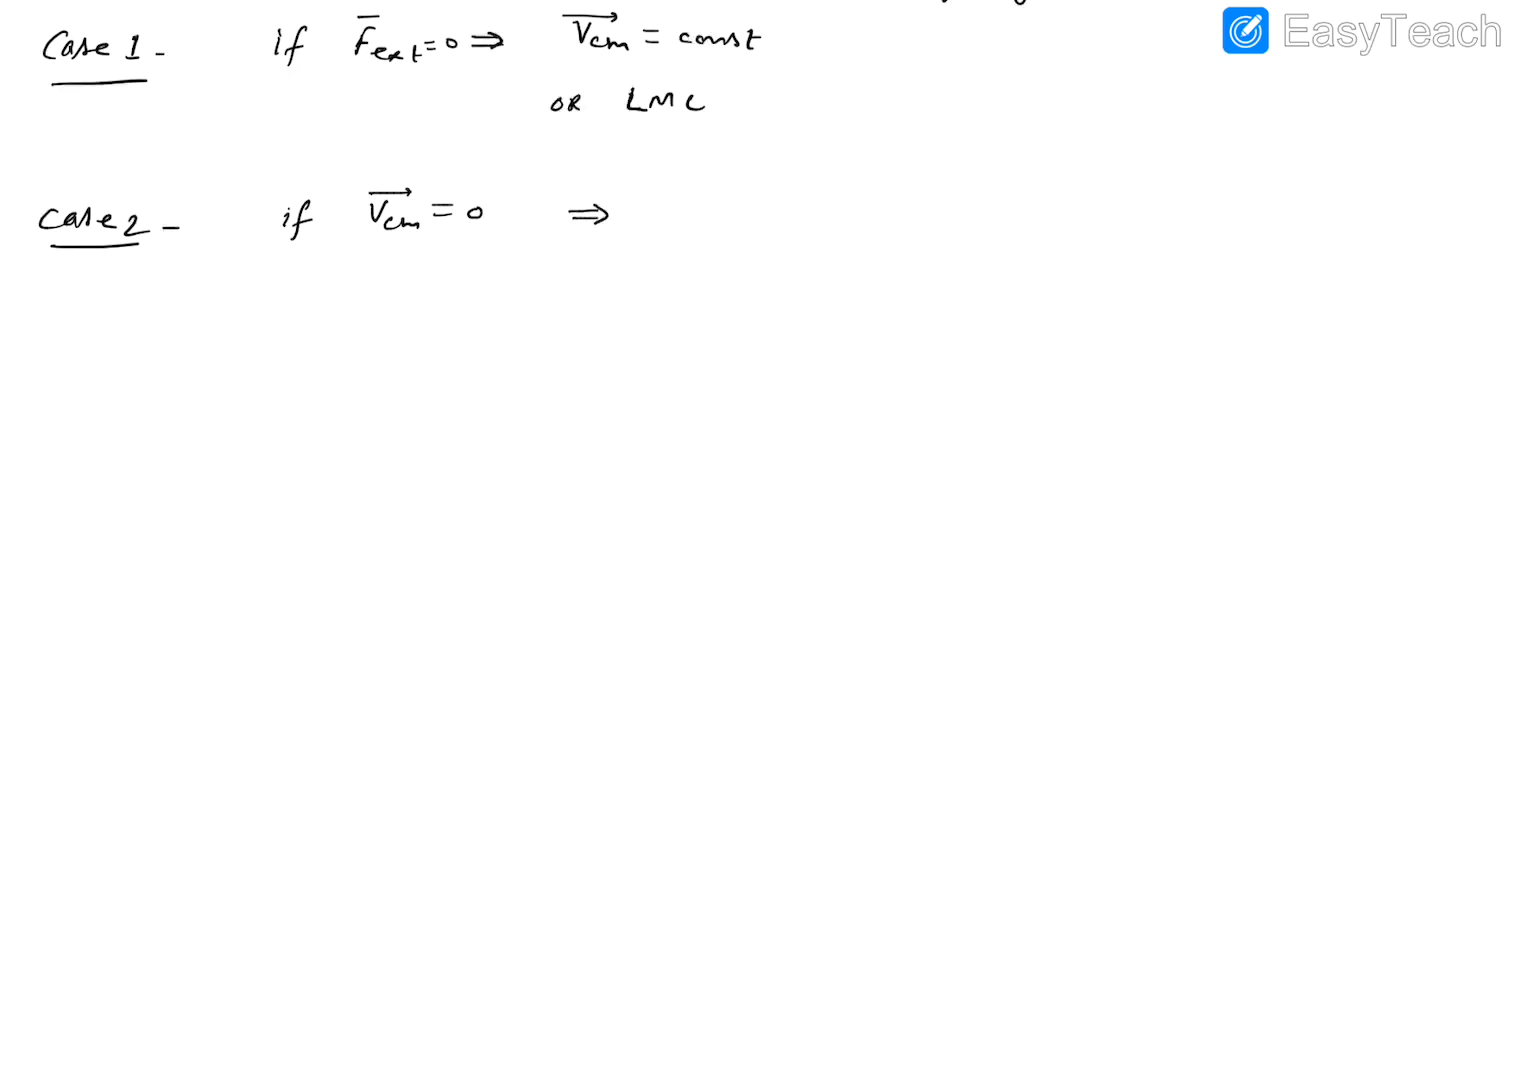 Case 1 - if F̅ext = 0 ⇒ V⃗cm = const
OR LMC
Case 2 - if V⃗cm = 0 ⇒
EasyTeach